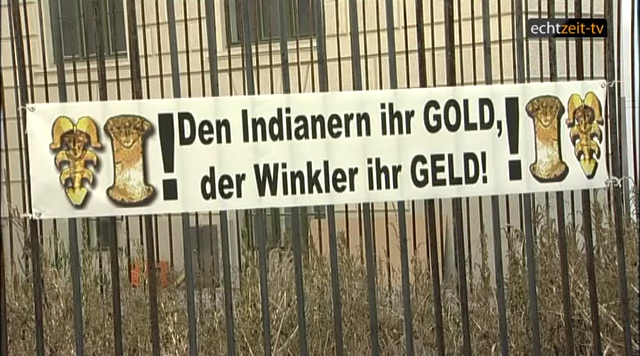 echtzeit-tv
! Den Indianern ihr GOLD, !
der Winkler ihr GELD!